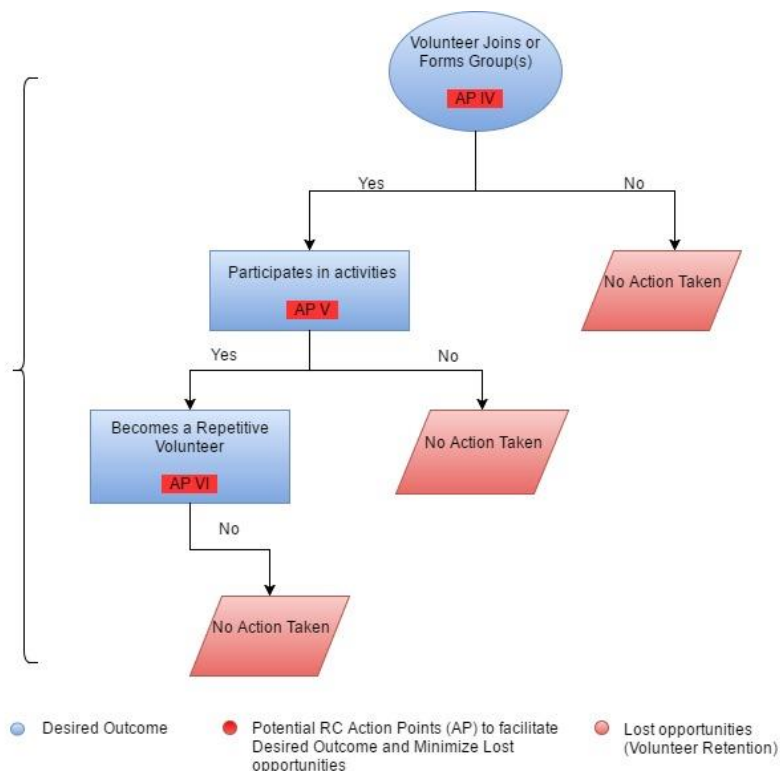 Volunteer Joins or
Forms Group(s)
AP IV
Yes
No
Participates in activities
AP V
No Action Taken
Yes
No
Becomes a Repetitive
Volunteer
AP VI
No Action Taken
No
No Action Taken
Desired Outcome
Potential RC Action Points (AP) to facilitate
Desired Outcome and Minimize Lost
opportunities
Lost opportunities
(Volunteer Retention)